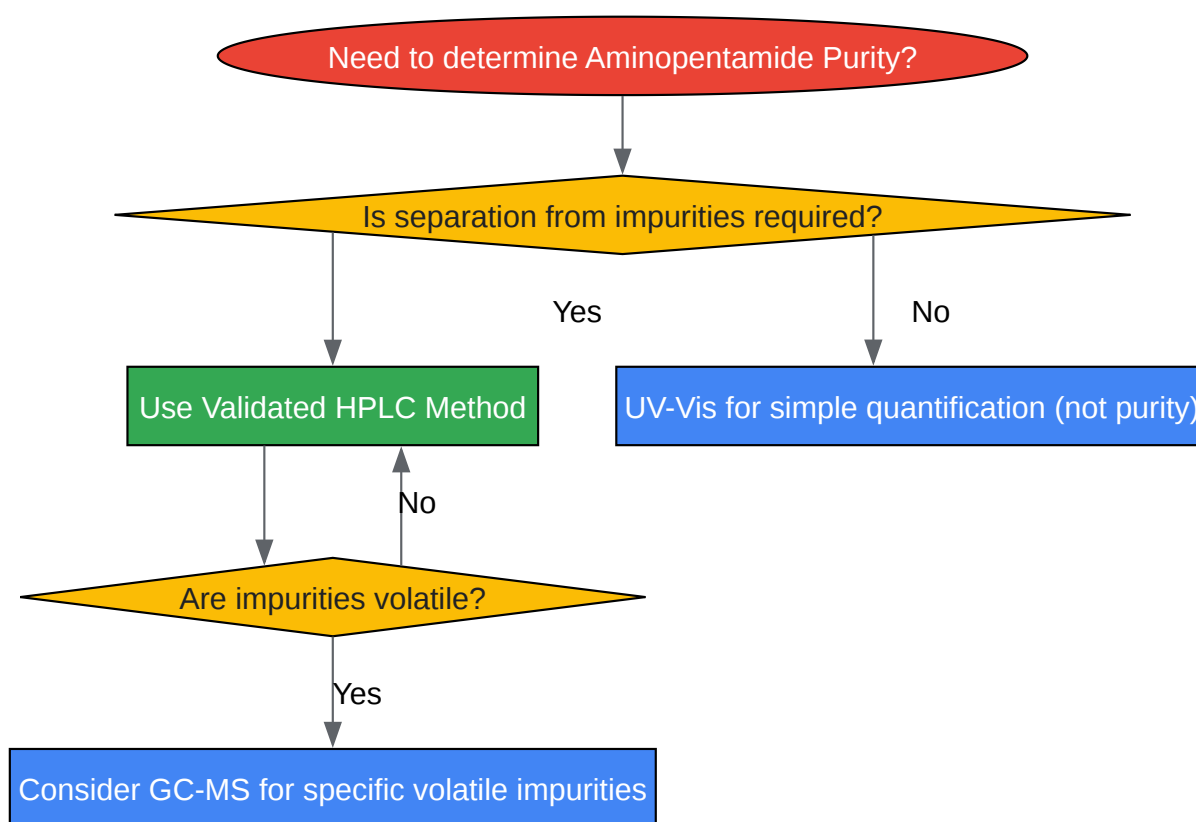 Need to determine Aminopentamide Purity?
Is separation from impurities required?
Yes
No
Use Validated HPLC Method
UV-Vis for simple quantification (not purity)
No
Are impurities volatile?
Yes
Consider GC-MS for specific volatile impurities